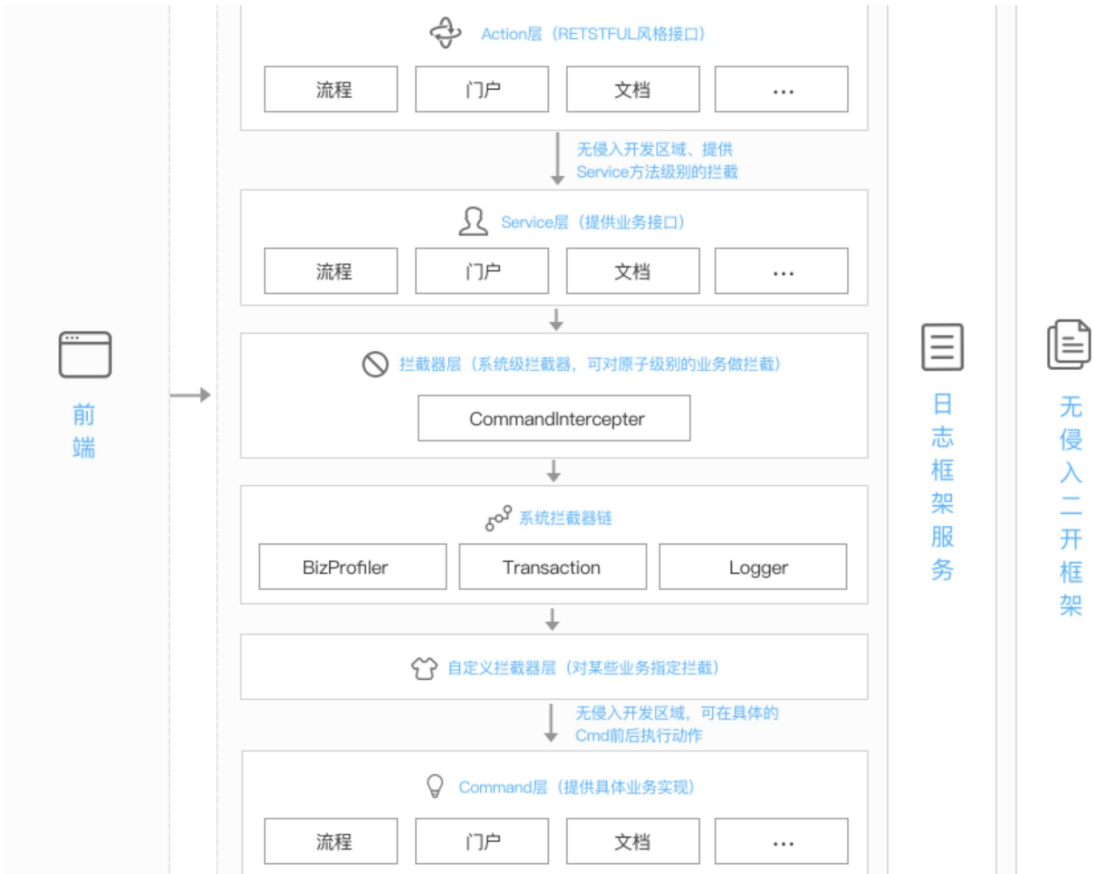 Action层（RETSTFUL风格接口）
流程
门户
文档
...
无侵入开发区域、提供
Service方法级别的拦截
Service层（提供业务接口）
流程
门户
文档
...
拦截器层（系统级拦截器，可对原子级别的业务做拦截）
CommandIntercepter
系统拦截器链
BizProfiler
Transaction
Logger
自定义拦截器层（对某些业务指定拦截）
无侵入开发区域，可在具体的
Cmd前后执行动作
Command层（提供具体业务实现）
流程
门户
文档
...
前端
日志框架服务
无侵入二开框架